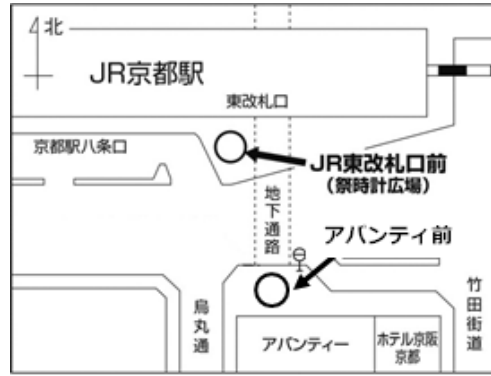 北
JR京都駅
東改札口
京都駅八条口
JR東改札口前
(祭時計広場)
地下通路
アバンティ前
烏丸通
竹田街道
アバンティー
ホテル京阪
京都